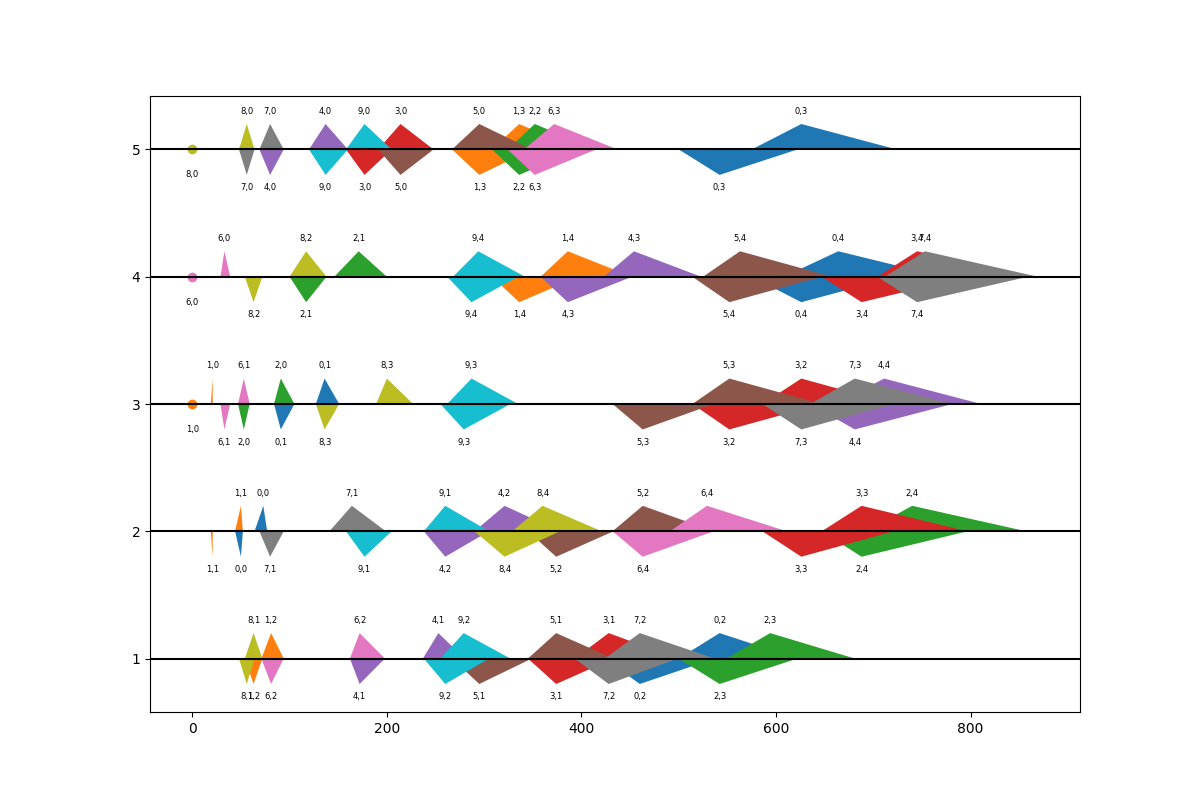 8,0 7,0 4,0 9,0 3,0 5,0 1,3 2,2 6,3 0,3
5
8,0 7,0 4,0 9,0 3,0 5,0 1,3 2,2 6,3 0,3
6,0 8,2 2,1 9,4 1,4 4,3 5,4 0,4 3,4 7,4
4
6,0 8,2 2,1 9,4 1,4 4,3 5,4 0,4 3,4 7,4
1,0 6,1 2,0 0,1 8,3 9,3 5,3 3,2 7,3 4,4
3
1,0 6,1 2,0 0,1 8,3 9,3 5,3 3,2 7,3 4,4
1,1 0,0 7,1 9,1 4,2 8,4 5,2 6,4 3,3 2,4
2
1,1 0,0 7,1 9,1 4,2 8,4 5,2 6,4 3,3 2,4
8,1 1,2 6,2 4,1 9,2 5,1 3,1 7,2 0,2 2,3
1
8,1 1,2 6,2 4,1 9,2 5,1 3,1 7,2 0,2 2,3
0 200 400 600 800